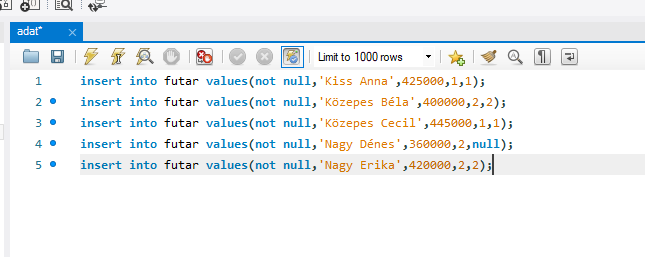 adat*
Limit to 1000 rows
1 insert into futar values(not null,'Kiss Anna',425000,1,1);
2 insert into futar values(not null,'Közepes Béla',400000,2,2);
3 insert into futar values(not null,'Közepes Cecil',445000,1,1);
4 insert into futar values(not null,'Nagy Dénes',360000,2,null);
5 insert into futar values(not null,'Nagy Erika',420000,2,2);